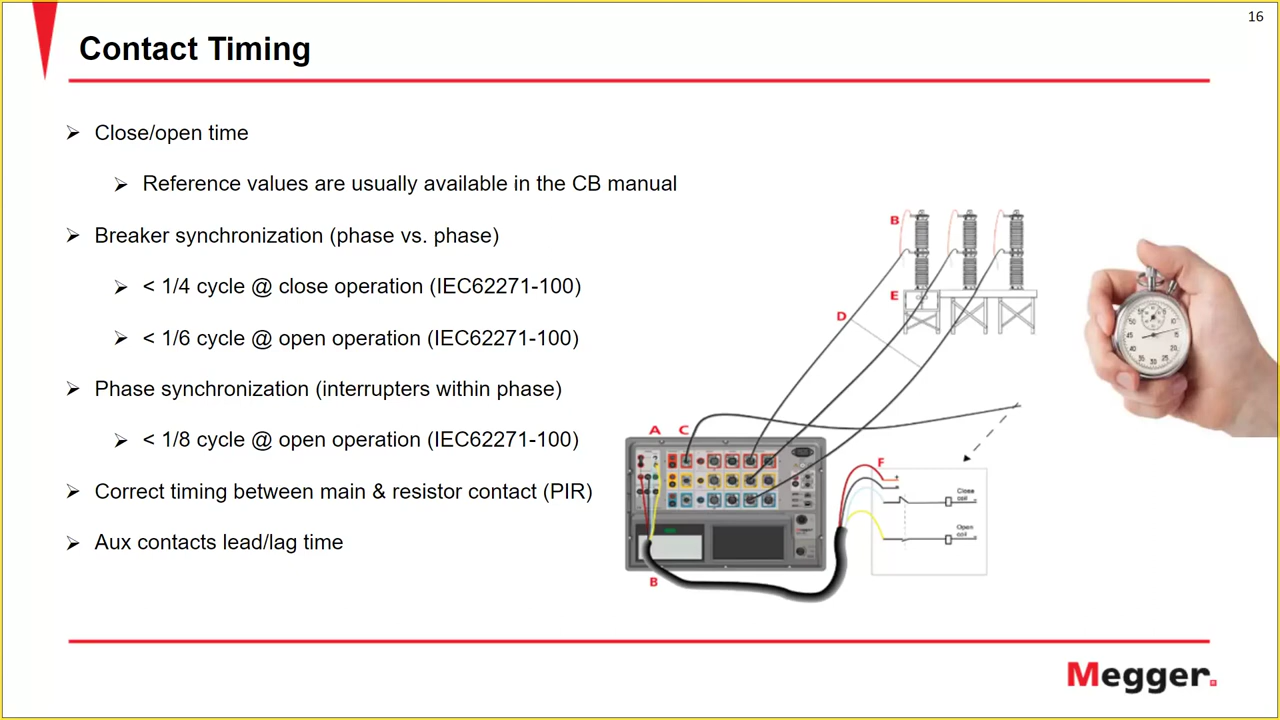 16
Contact Timing
➢ Close/open time
➢ Reference values are usually available in the CB manual
➢ Breaker synchronization (phase vs. phase)
➢ < 1/4 cycle @ close operation (IEC62271-100)
➢ < 1/6 cycle @ open operation (IEC62271-100)
➢ Phase synchronization (interrupters within phase)
➢ < 1/8 cycle @ open operation (IEC62271-100)
➢ Correct timing between main & resistor contact (PIR)
➢ Aux contacts lead/lag time
B
E
D
A C
F
B
Close
coil
Open
coil
Megger